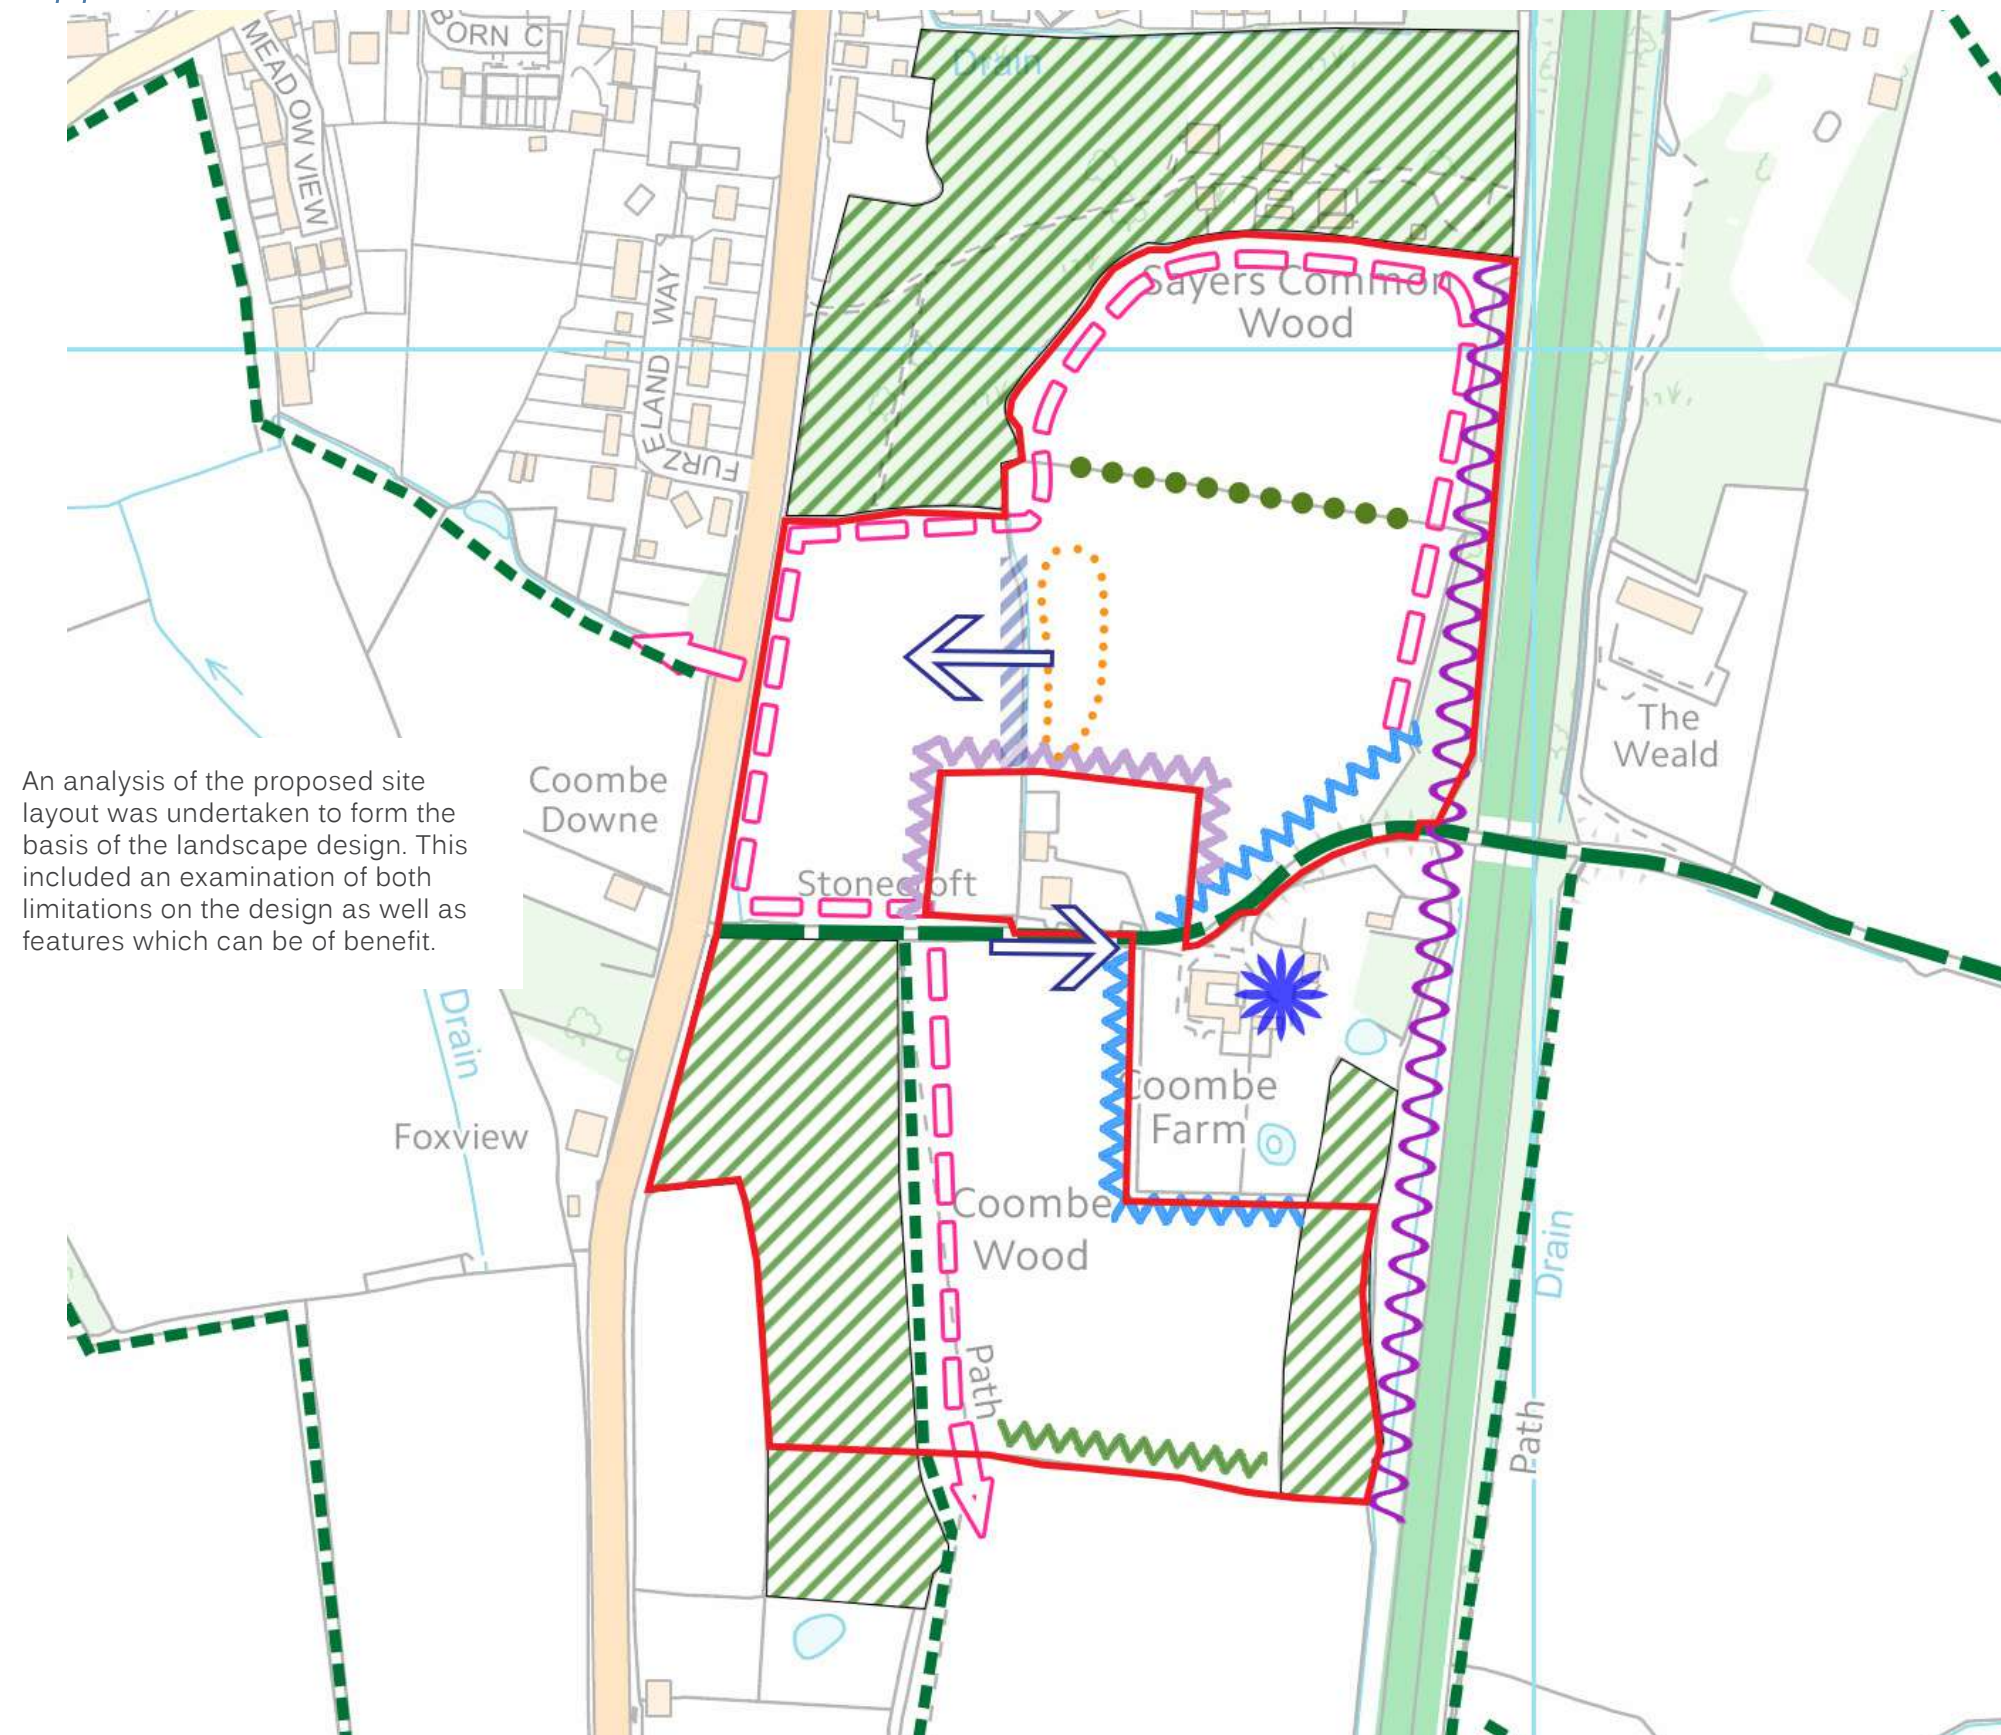 BORN C
MEADOW VIEW
Drain
Sayers Common
Wood
FURZELAND WAY
The
Weald
An analysis of the proposed site
layout was undertaken to form the
basis of the landscape design. This
included an examination of both
limitations on the design as well as
features which can be of benefit.
Coombe
Downe
Stonecroft
Drain
Coombe
Farm
Foxview
Coombe
Wood
Drain
Path
Path